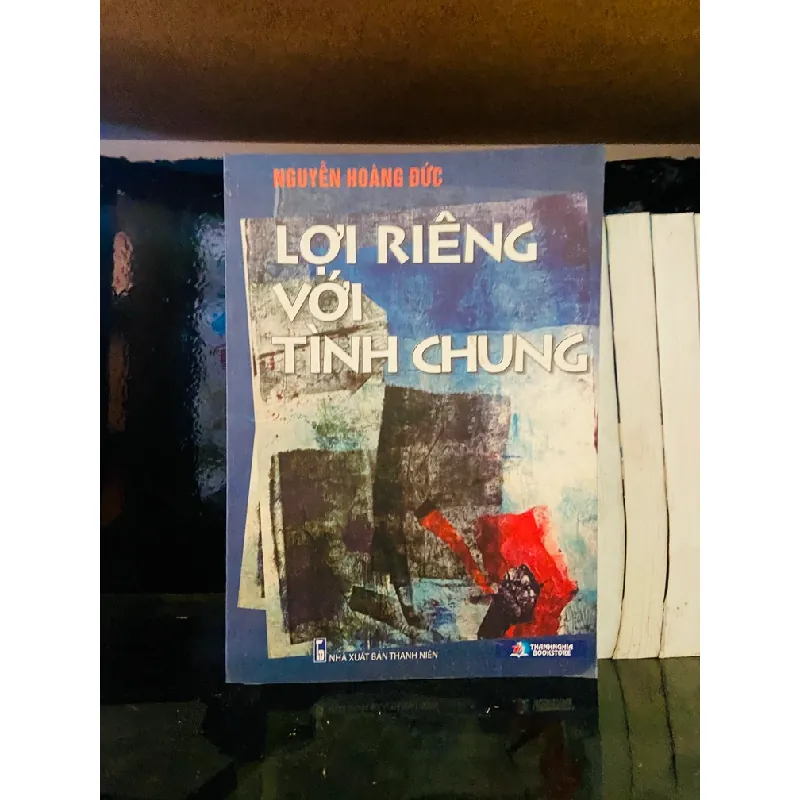 NGUYỄN HOÀNG ĐỨC
LỢI RIÊNG
VỚI
TÌNH CHUNG
NHÀ XUẤT BẢN THANH NIÊN
THANHNGHIA
BOOKSTORE